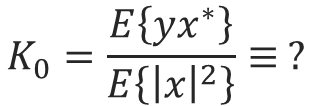 K₀ = E{yx*} / E{|x|²} ≡ ?